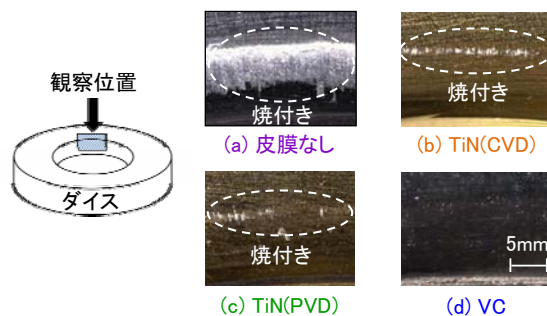 観察位置
ダイス
焼付き
(a) 皮膜なし
焼付き
(b) TiN(CVD)
焼付き
(c) TiN(PVD)
5mm
(d) VC